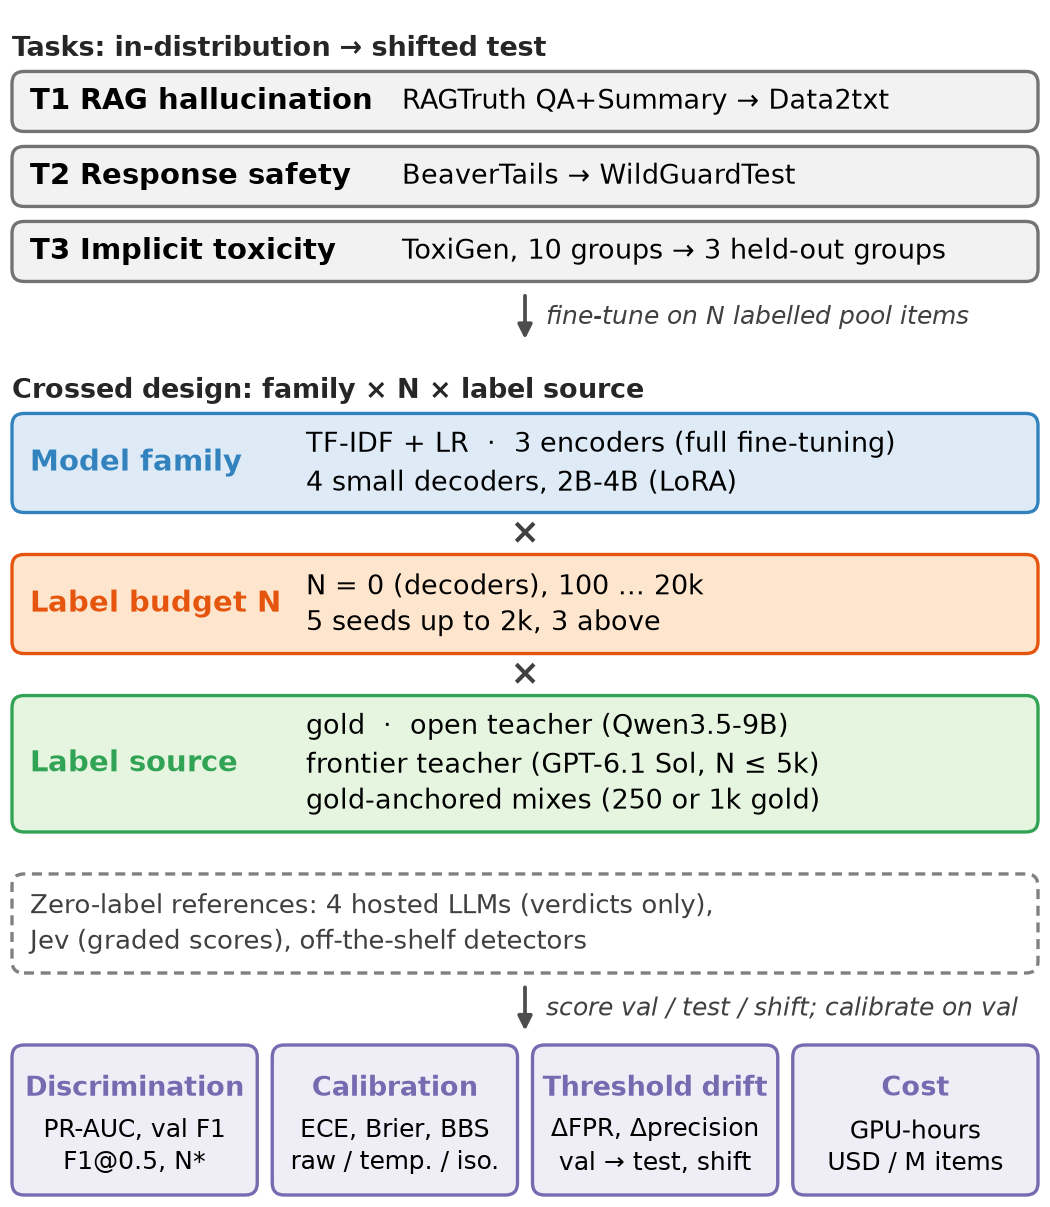 Tasks: in-distribution → shifted test
T1 RAG hallucination RAGTruth QA+Summary → Data2txt
T2 Response safety BeaverTails → WildGuardTest
T3 Implicit toxicity ToxiGen, 10 groups → 3 held-out groups
fine-tune on N labelled pool items
Crossed design: family × N × label source
Model family
TF-IDF + LR · 3 encoders (full fine-tuning)
4 small decoders, 2B-4B (LoRA)
×
Label budget N
N = 0 (decoders), 100 … 20k
5 seeds up to 2k, 3 above
×
Label source
gold · open teacher (Qwen3.5-9B)
frontier teacher (GPT-6.1 Sol, N ≤ 5k)
gold-anchored mixes (250 or 1k gold)
Zero-label references: 4 hosted LLMs (verdicts only),
Jev (graded scores), off-the-shelf detectors
score val / test / shift; calibrate on val
Discrimination
PR-AUC, val F1
F1@0.5, N*
Calibration
ECE, Brier, BBS
raw / temp. / iso.
Threshold drift
ΔFPR, Δprecision
val → test, shift
Cost
GPU-hours
USD / M items